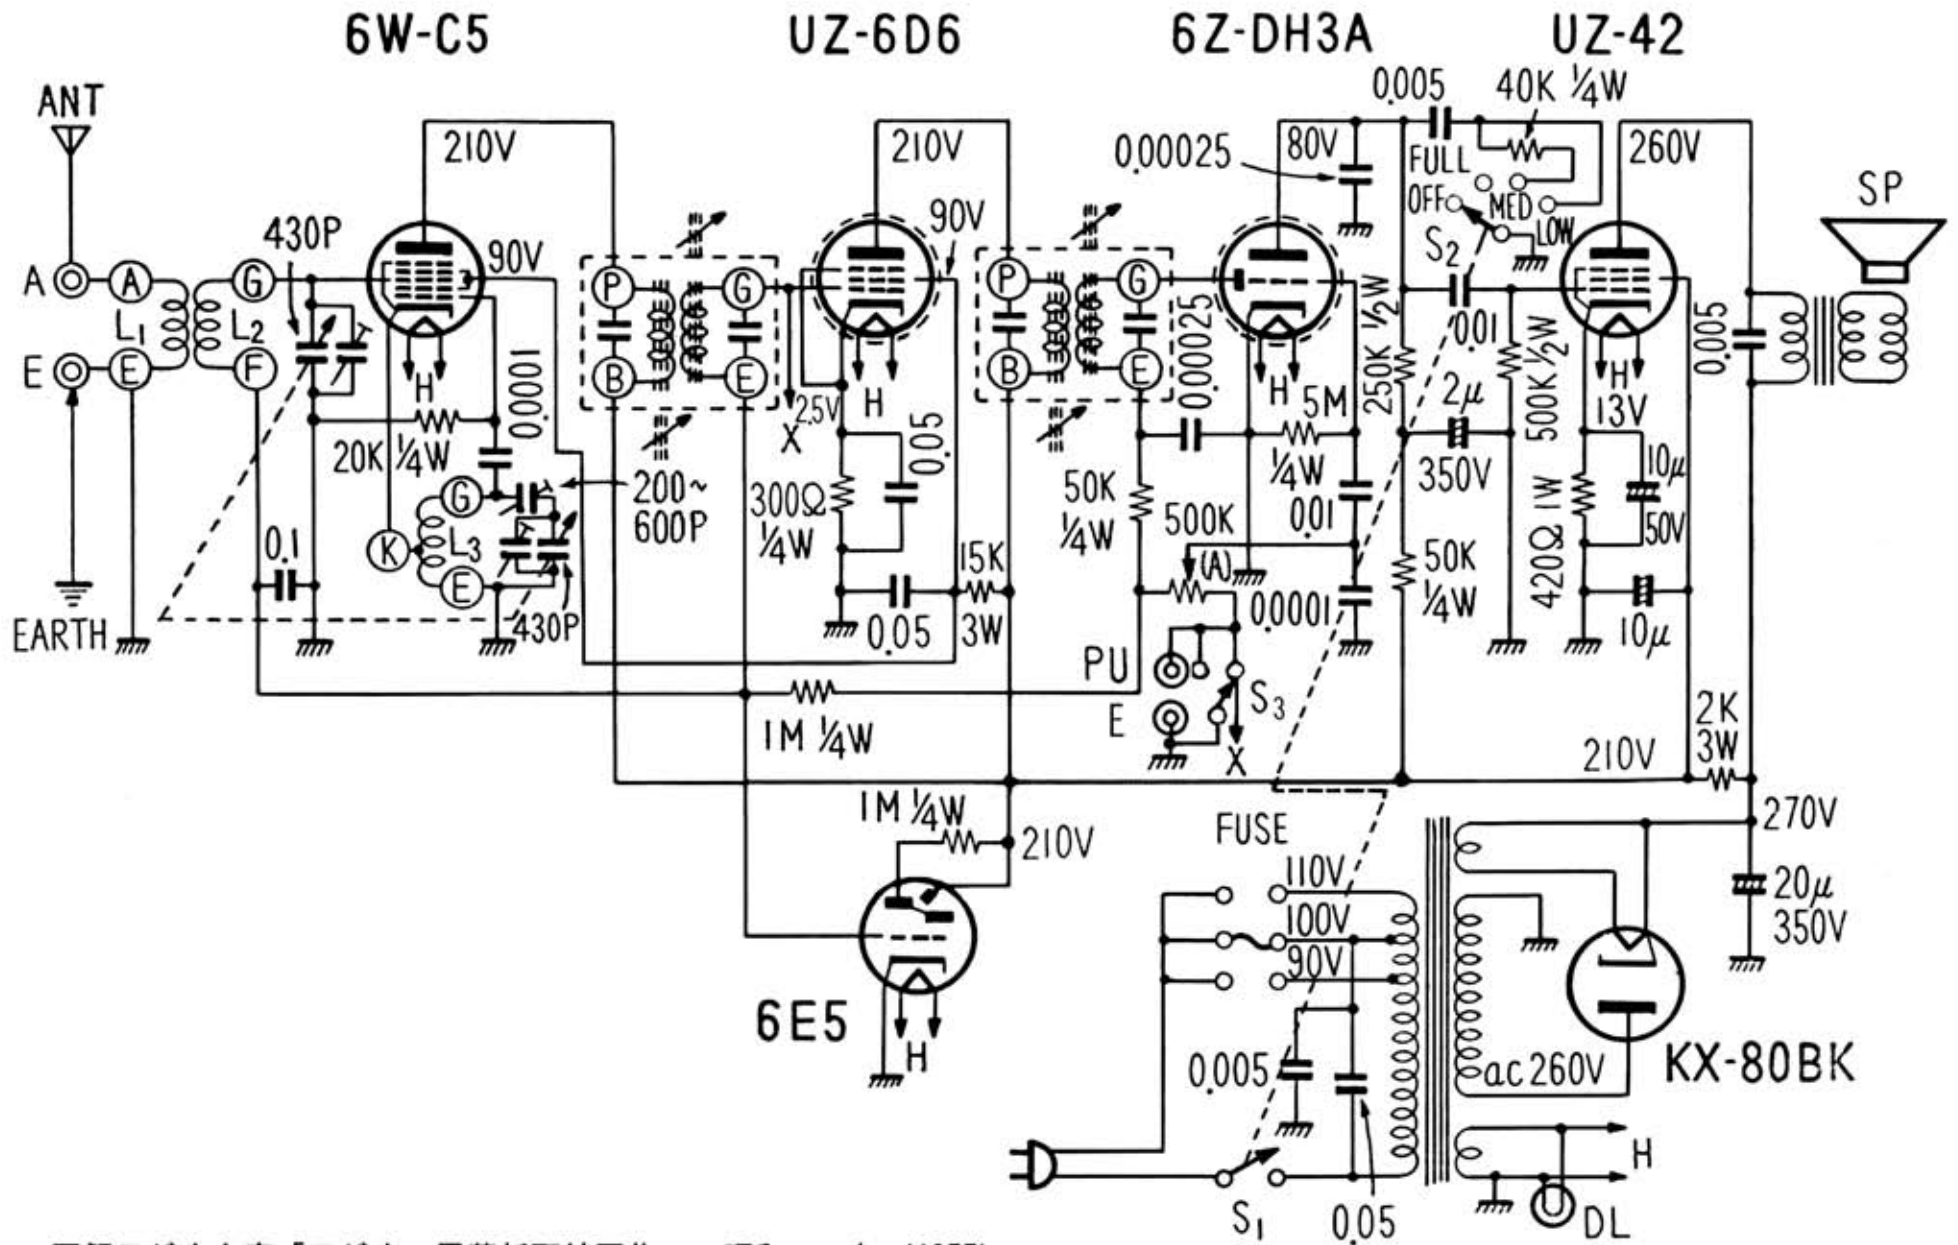 6W-C5
UZ-6D6
6Z-DH3A
UZ-42
ANT
210V
430P
90V
A
A
G
L₁
L₂
E
E
F
H
20K ¼W
0.0001
G
K
L₃
E
0.1
200~
600P
430P
EARTH
P
G
B
E
210V
90V
2.5V
X
H
300Ω
¼W
0.05
0.05
15K
3W
1M ¼W
P
G
B
E
0.00025
80V
0.00025
H
5M
¼W
50K
¼W
500K
(A)
0.01
0.0001
PU
E
S₃
X
0.005
40K ¼W
FULL
OFF
MED
LOW
S₂
250K ½W
0.01
2μ
350V
500K ½W
50K
¼W
260V
H
13V
420Ω 1W
10μ
50V
10μ
0.005
SP
2K
3W
210V
270V
20μ
350V
1M ¼W
210V
6E5
H
FUSE
110V
100V
90V
0.005
0.05
S₁
ac 260V
KX-80BK
H
DL